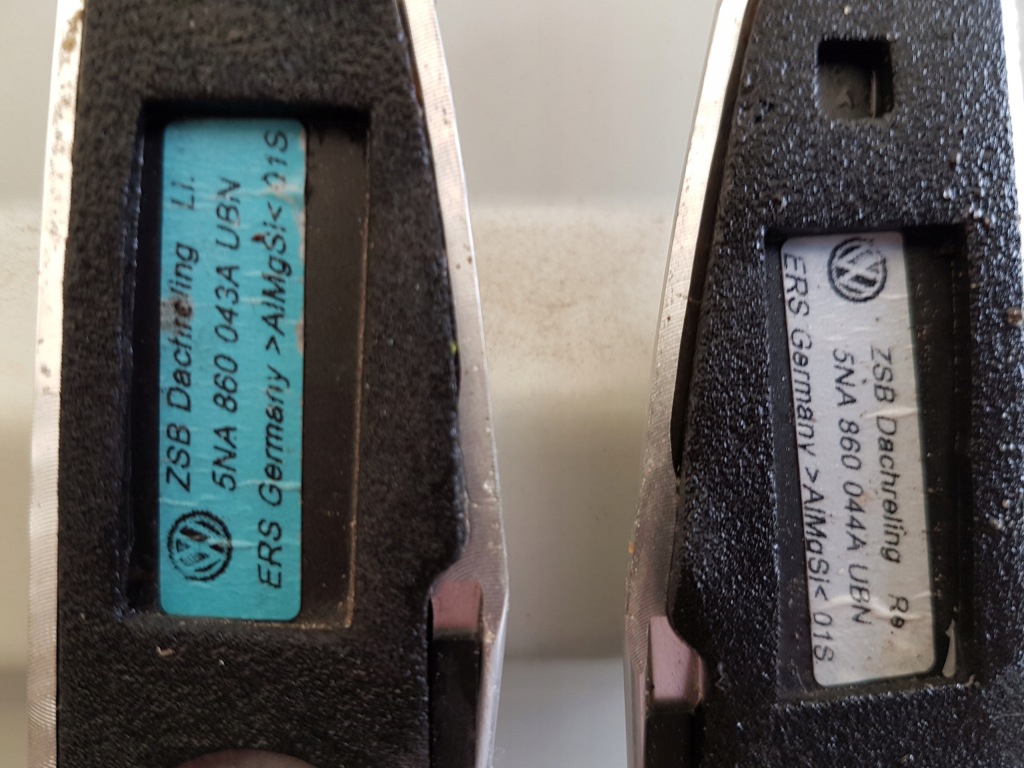 ZSB Dachreling Li.
5NA 860 043A UBN
ERS Germany >AlMgSi< 01S
ZSB Dachreling Re.
5NA 860 044A UBN
ERS Germany >AlMgSi< 01S